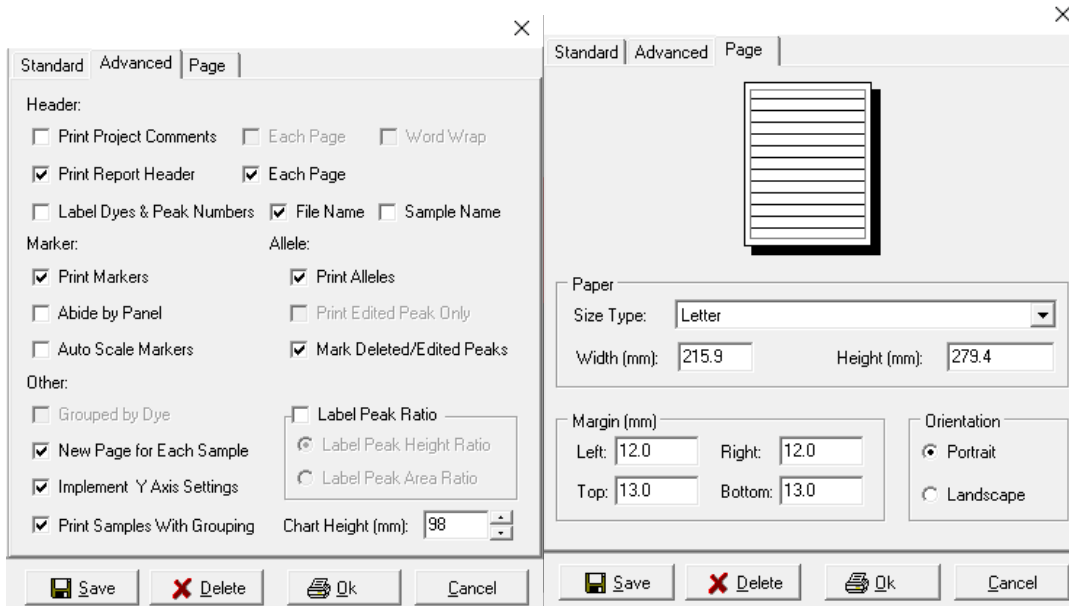 Standard Advanced Page
Header:
Print Project Comments Each Page Word Wrap
Print Report Header Each Page
Label Dyes & Peak Numbers File Name Sample Name
Marker: Allele:
Print Markers Print Alleles
Abide by Panel Print Edited Peak Only
Auto Scale Markers Mark Deleted/Edited Peaks
Other:
Grouped by Dye Label Peak Ratio
New Page for Each Sample Label Peak Height Ratio
Implement Y Axis Settings Label Peak Area Ratio
Print Samples With Grouping Chart Height (mm): 98
Save Delete Ok Cancel
Standard Advanced Page
Paper
Size Type: Letter
Width (mm): 215.9 Height (mm): 279.4
Margin (mm) Orientation
Left: 12.0 Right: 12.0 Portrait
Top: 13.0 Bottom: 13.0 Landscape
Save Delete Ok Cancel